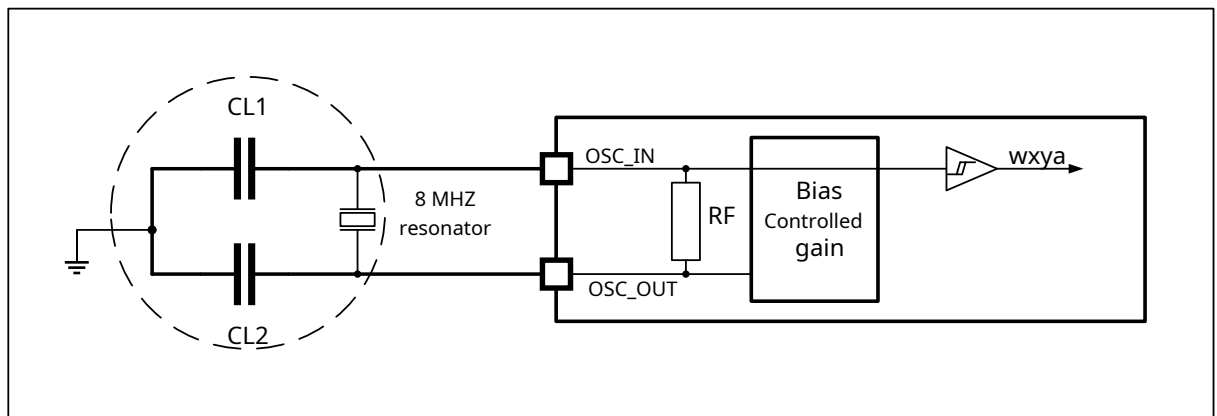 CL1
8 MHZ
resonator
CL2
OSC_IN
RF
OSC_OUT
Bias
Controlled
gain
wxya